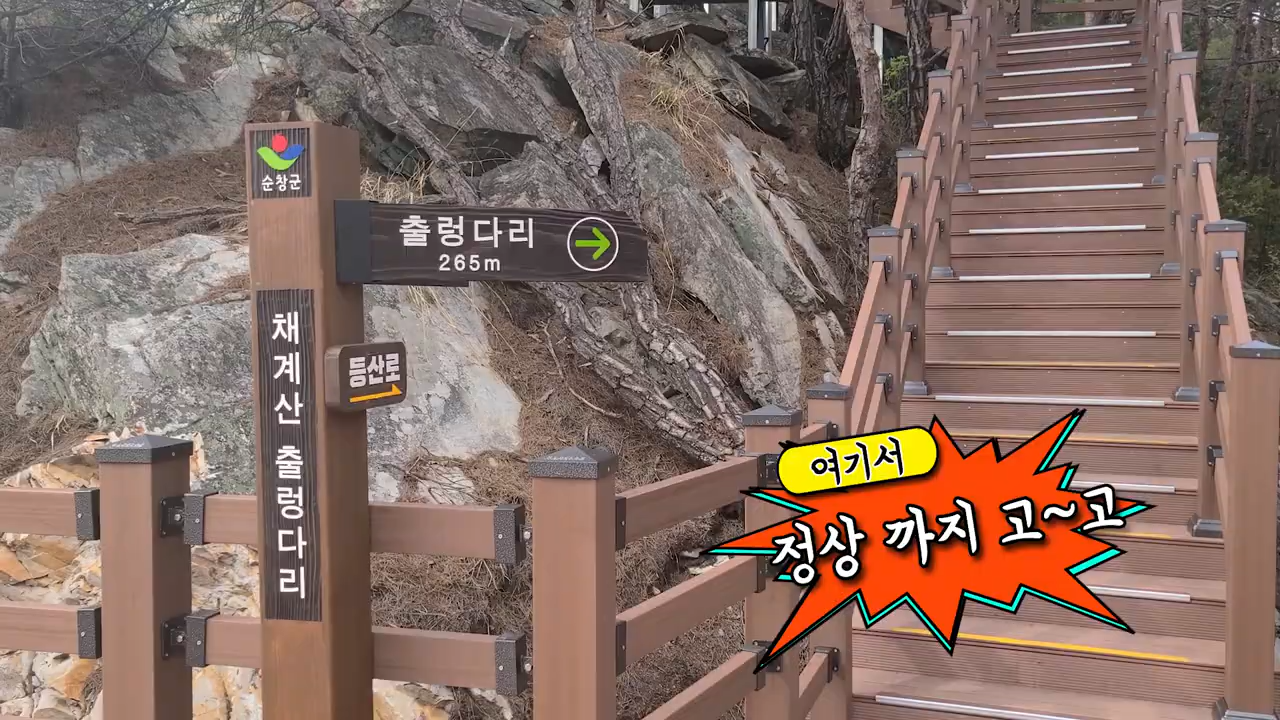 순창군
출렁다리
265m
등산로
채계산 출렁다리
여기서
정상 까지 고~고